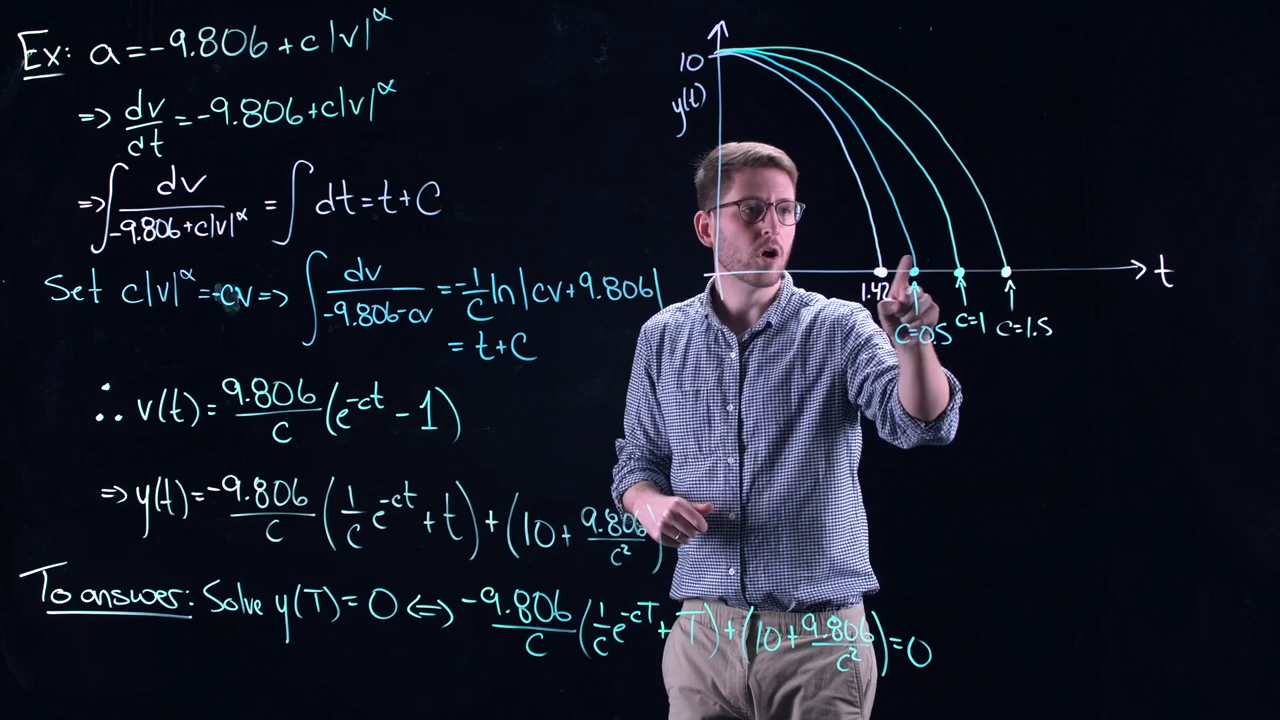 Ex: a = -9.806 + c|v|^α
⇒ dv/dt = -9.806 + c|v|^α
⇒ ∫ dv/(-9.806 + c|v|^α) = ∫ dt = t + C
Set c|v|^α = -cv ⇒ ∫ dv/(-9.806 - cv) = -1/c ln|cv + 9.806|
= t + C
∴ v(t) = 9.806/c (e^-ct - 1)
⇒ y(t) = -9.806/c (1/c e^-ct + t) + (10 + 9.806/c²)
To answer: Solve y(T) = 0 ⇔ -9.806/c (1/c e^-cT + T) + (10 + 9.806/c²) = 0
10
y(t)
t
1.42
c=0.5 c=1 c=1.5